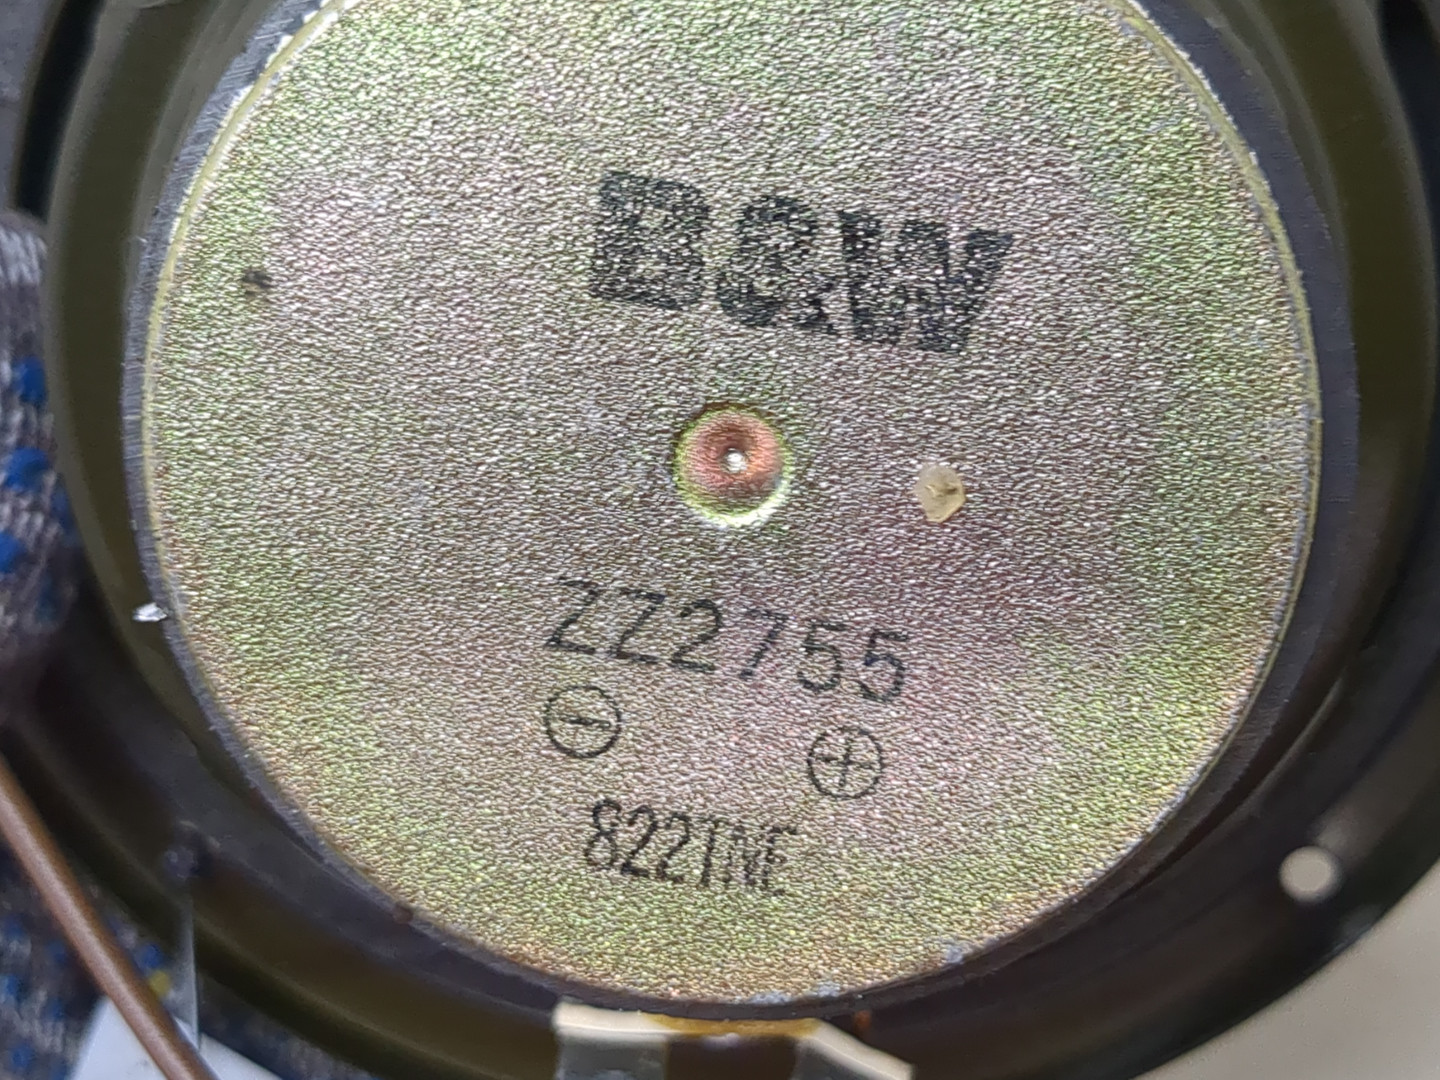 B&W
ZZ2755
⊖ ⊕
822TNE